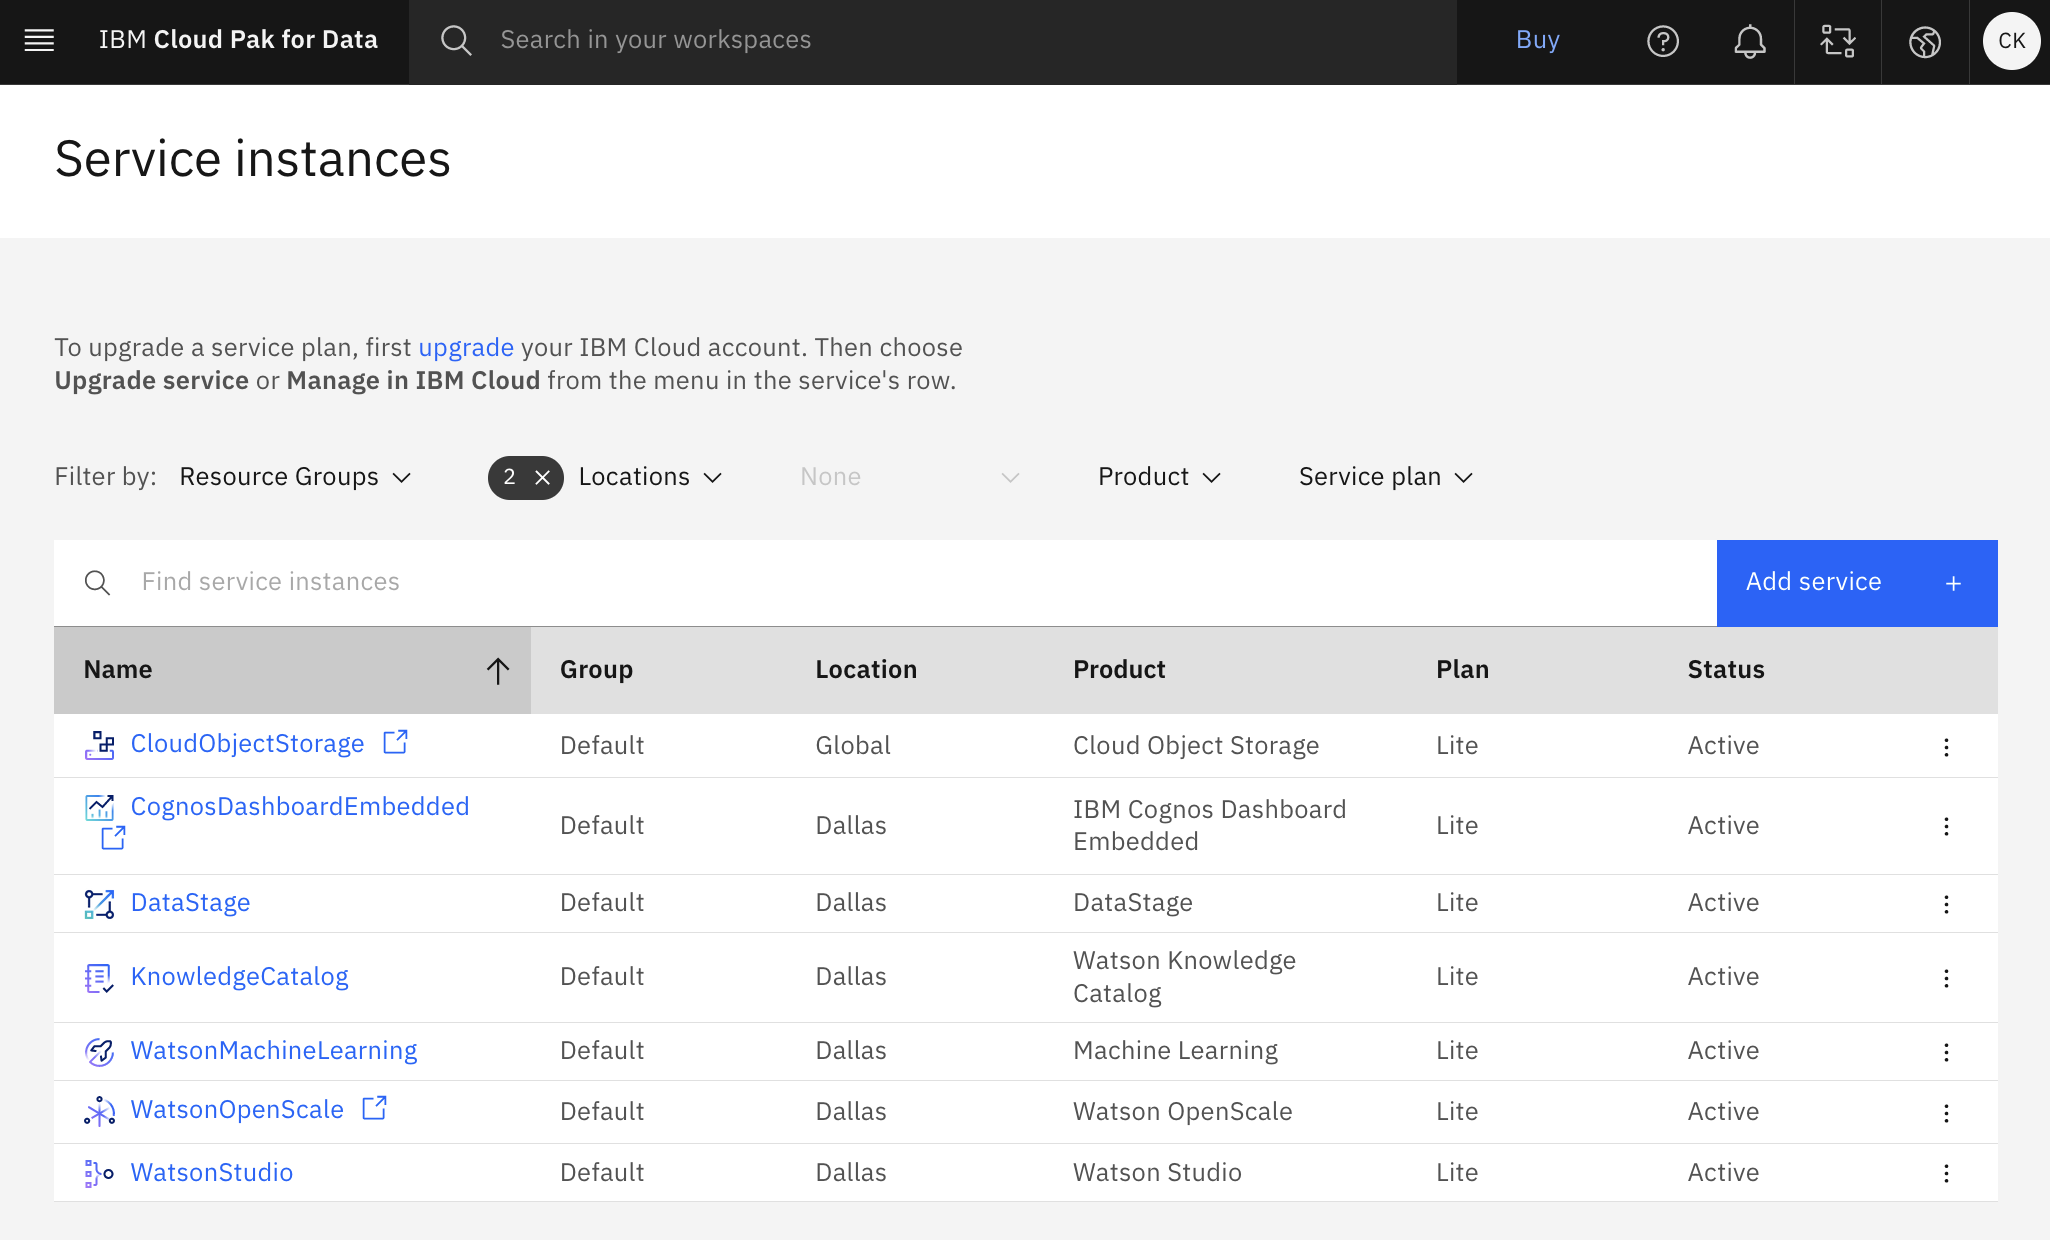 IBM Cloud Pak for Data
Search in your workspaces
Buy
CK
Service instances
To upgrade a service plan, first upgrade your IBM Cloud account. Then choose
Upgrade service or Manage in IBM Cloud from the menu in the service's row.
Filter by: Resource Groups 2 Locations None Product Service plan
Find service instances
Add service +
Name Group Location Product Plan Status
CloudObjectStorage Default Global Cloud Object Storage Lite Active
CognosDashboardEmbedded Default Dallas IBM Cognos Dashboard
Embedded Lite Active
DataStage Default Dallas DataStage Lite Active
KnowledgeCatalog Default Dallas Watson Knowledge
Catalog Lite Active
WatsonMachineLearning Default Dallas Machine Learning Lite Active
WatsonOpenScale Default Dallas Watson OpenScale Lite Active
WatsonStudio Default Dallas Watson Studio Lite Active